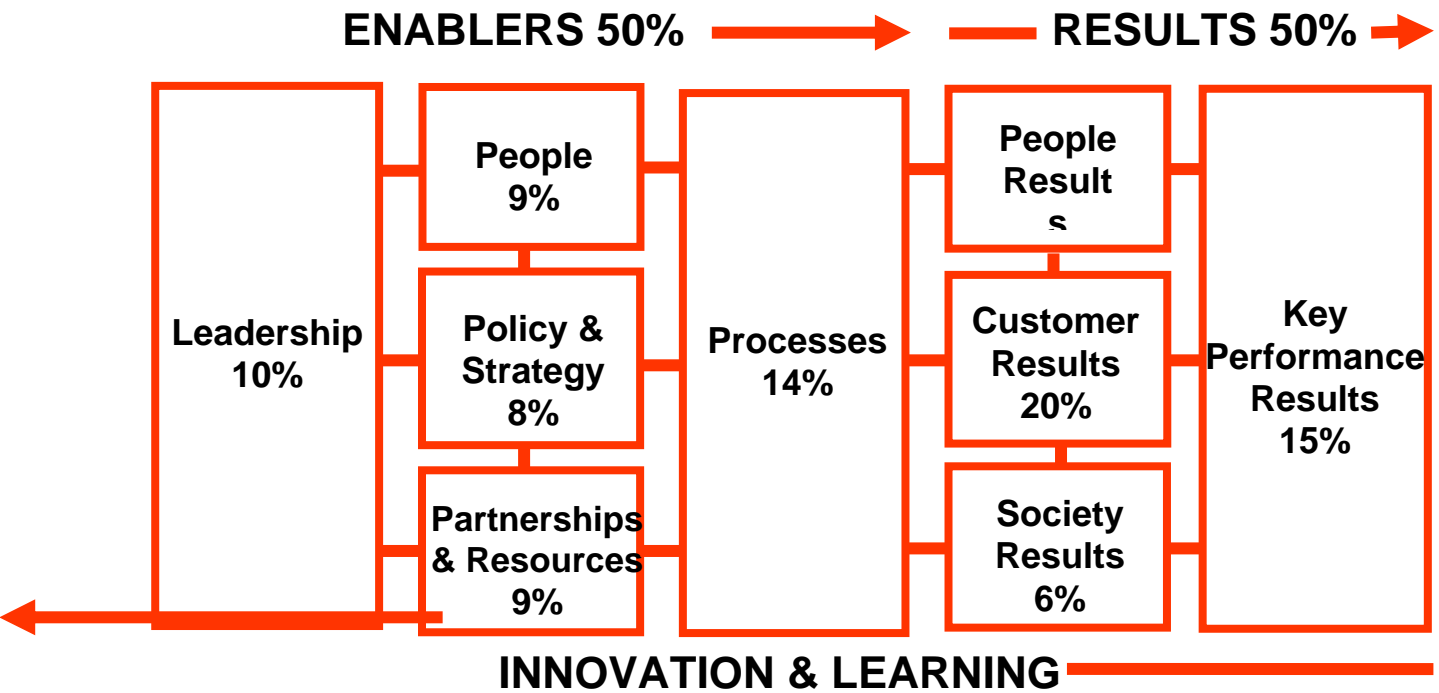 ENABLERS 50%
RESULTS 50%
Leadership
10%
People
9%
Policy &
Strategy
8%
Partnerships
& Resources
9%
Processes
14%
People
Result
s
Customer
Results
20%
Society
Results
6%
Key
Performance
Results
15%
INNOVATION & LEARNING